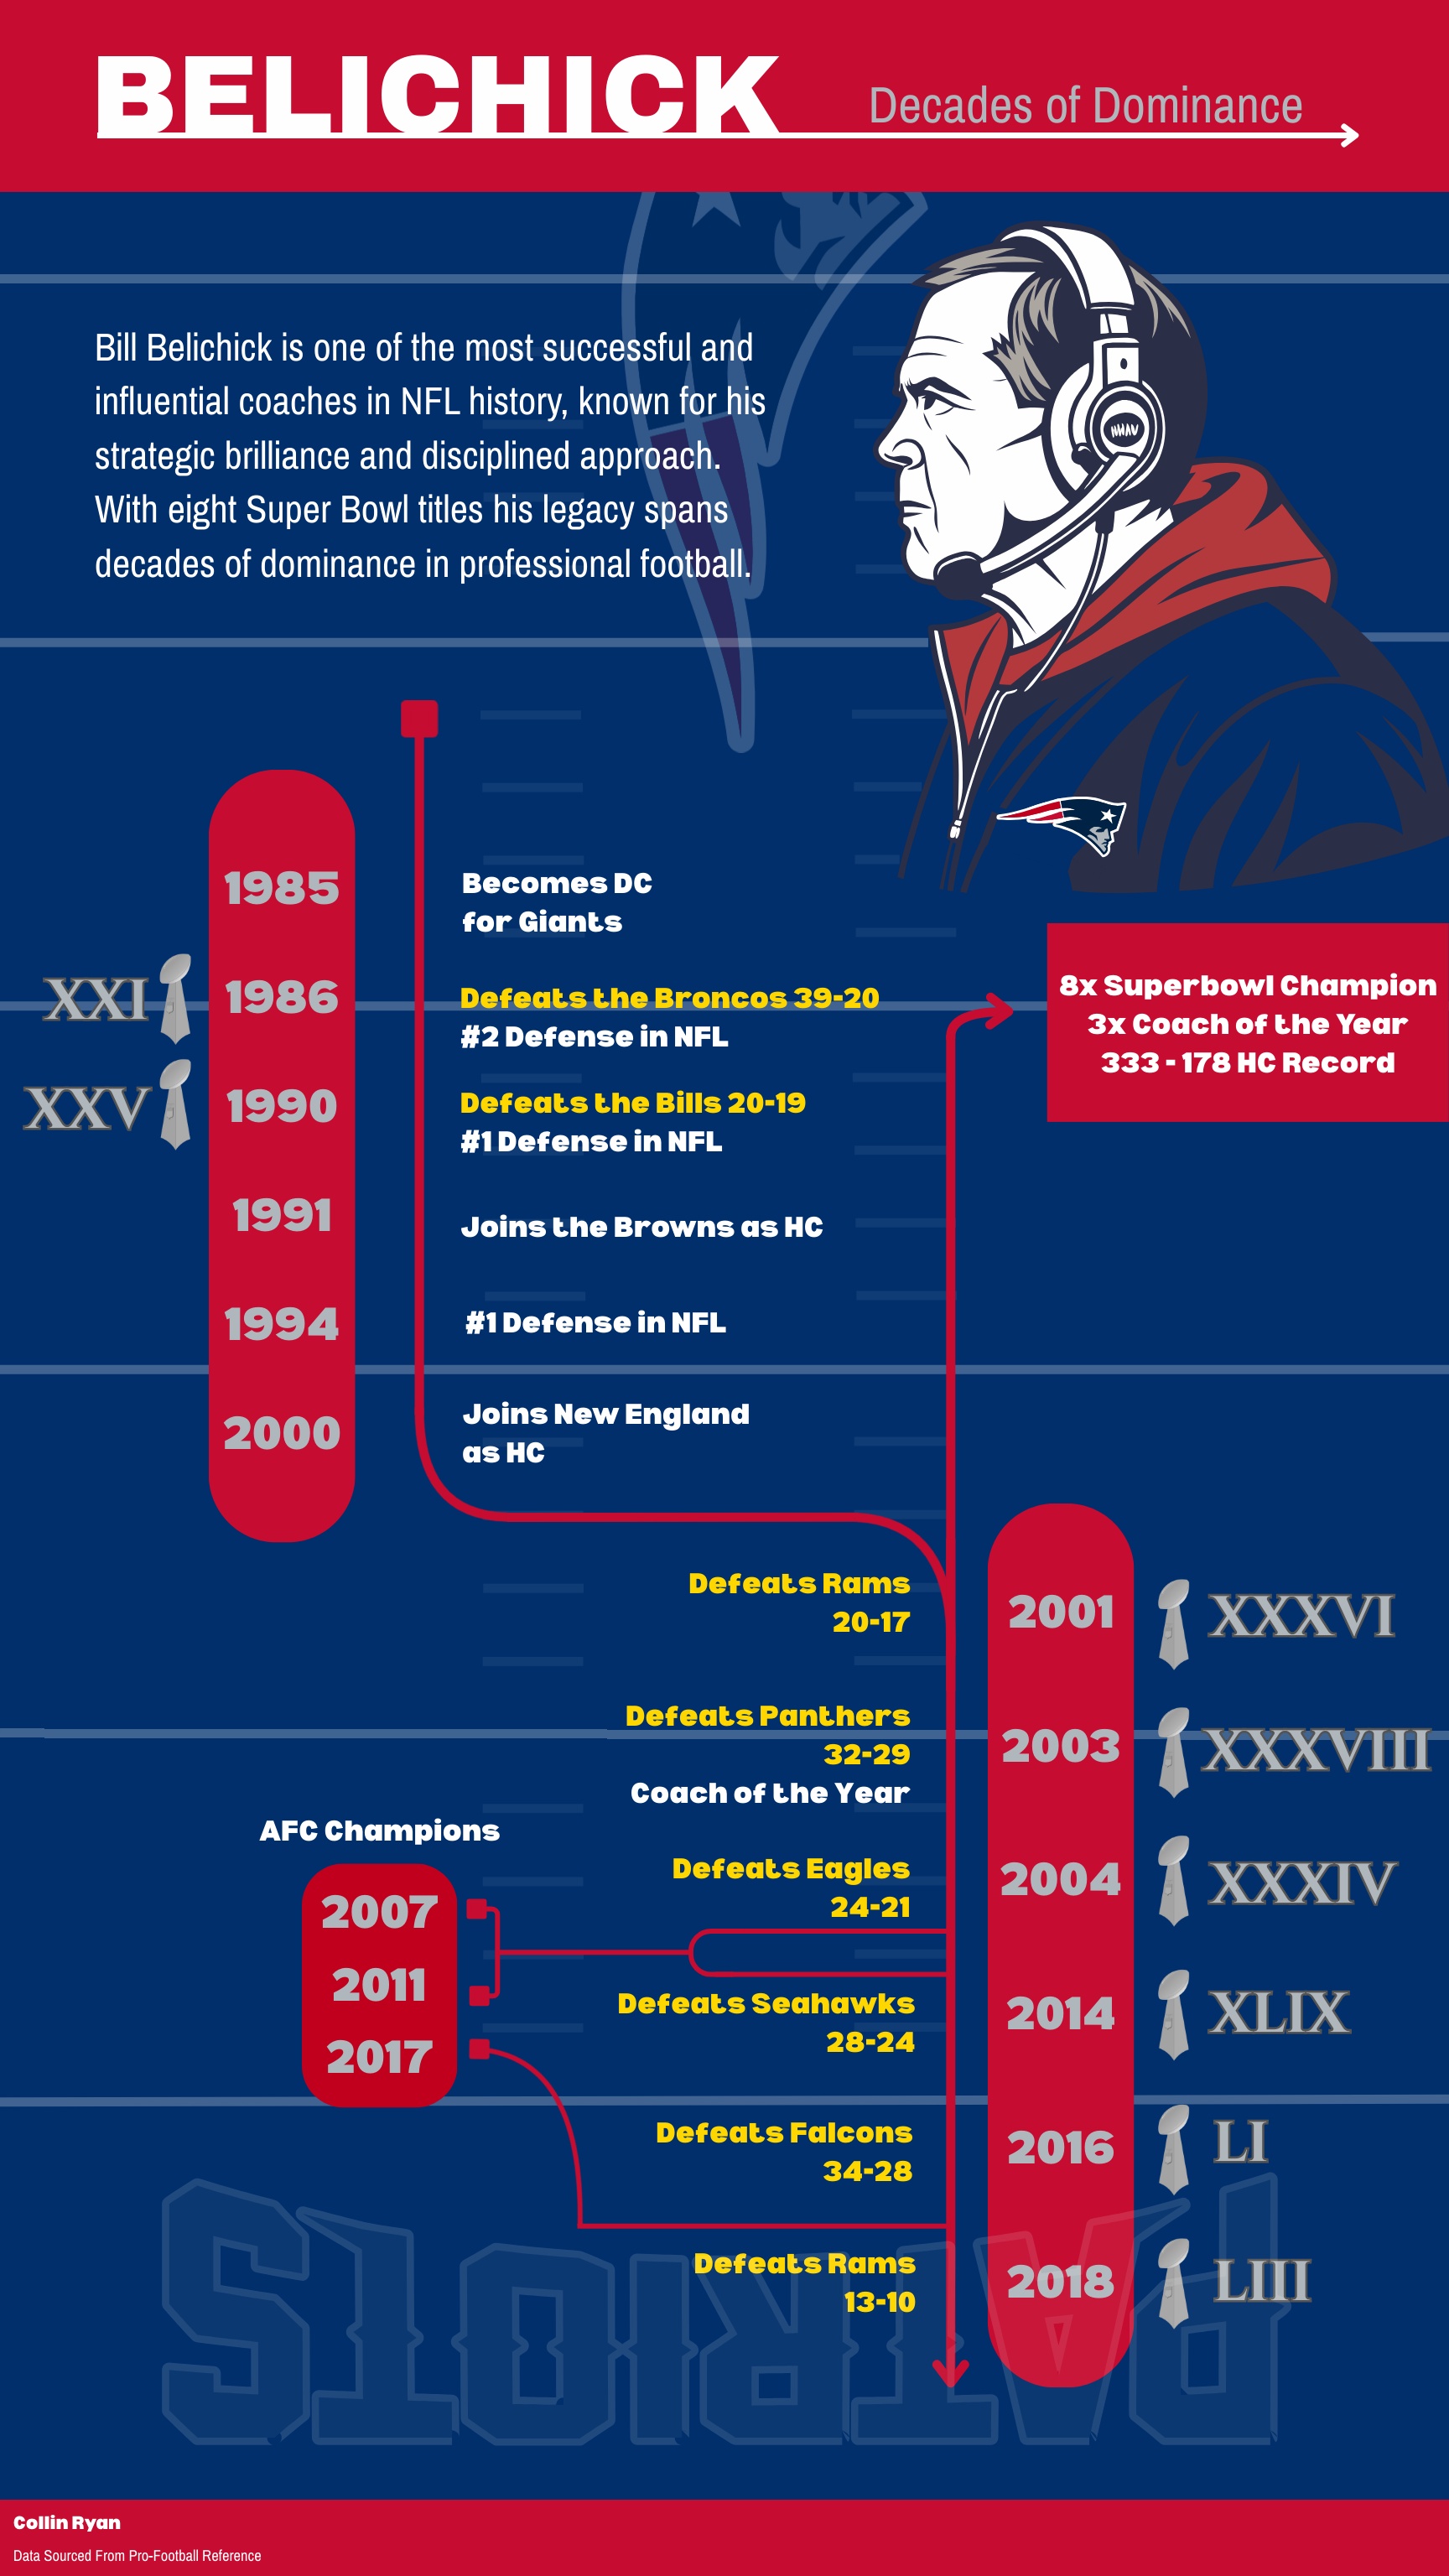 BELICHICK
Decades of Dominance
Bill Belichick is one of the most successful and
influential coaches in NFL history, known for his
strategic brilliance and disciplined approach.
With eight Super Bowl titles his legacy spans
decades of dominance in professional football.
1985
Becomes DC
for Giants
XXI
1986
Defeats the Broncos 39-20
#2 Defense in NFL
8x Superbowl Champion
3x Coach of the Year
333 - 178 HC Record
XXV
1990
Defeats the Bills 20-19
#1 Defense in NFL
1991
Joins the Browns as HC
1994
#1 Defense in NFL
2000
Joins New England
as HC
Defeats Rams
20-17
2001
XXXVI
Defeats Panthers
32-29
Coach of the Year
2003
XXXVIII
Defeats Eagles
24-21
2004
XXXIV
AFC Champions
2007
2011
2017
Defeats Seahawks
28-24
2014
XLIX
Defeats Falcons
34-28
2016
LI
Defeats Rams
13-10
2018
LIII
PATRIOTS
Collin Ryan
Data Sourced From Pro-Football Reference